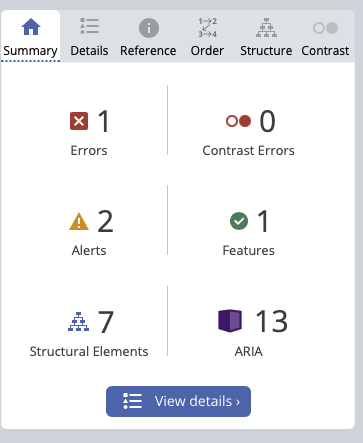 Summary Details Reference Order Structure Contrast
1 0
Errors Contrast Errors
2 1
Alerts Features
7 13
Structural Elements ARIA
View details ›